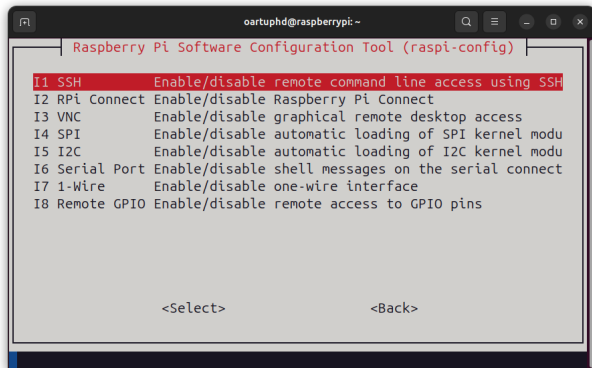 oartuphd@raspberrypi: ~
Raspberry Pi Software Configuration Tool (raspi-config)
I1 SSH Enable/disable remote command line access using SSH
I2 RPi Connect Enable/disable Raspberry Pi Connect
I3 VNC Enable/disable graphical remote desktop access
I4 SPI Enable/disable automatic loading of SPI kernel modu
I5 I2C Enable/disable automatic loading of I2C kernel modu
I6 Serial Port Enable/disable shell messages on the serial connect
I7 1-Wire Enable/disable one-wire interface
I8 Remote GPIO Enable/disable remote access to GPIO pins
<Select> <Back>